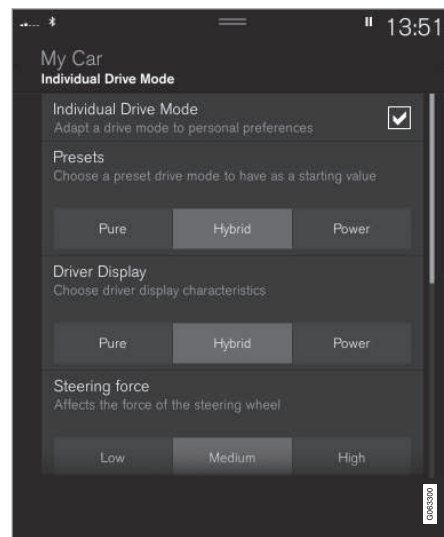 13:51
My Car
Individual Drive Mode
Individual Drive Mode
Adapt a drive mode to personal preferences
Presets
Choose a preset drive mode to have as a starting value
Pure Hybrid Power
Driver Display
Choose driver display characteristics
Pure Hybrid Power
Steering force
Affects the force of the steering wheel
Low Medium High
G063300